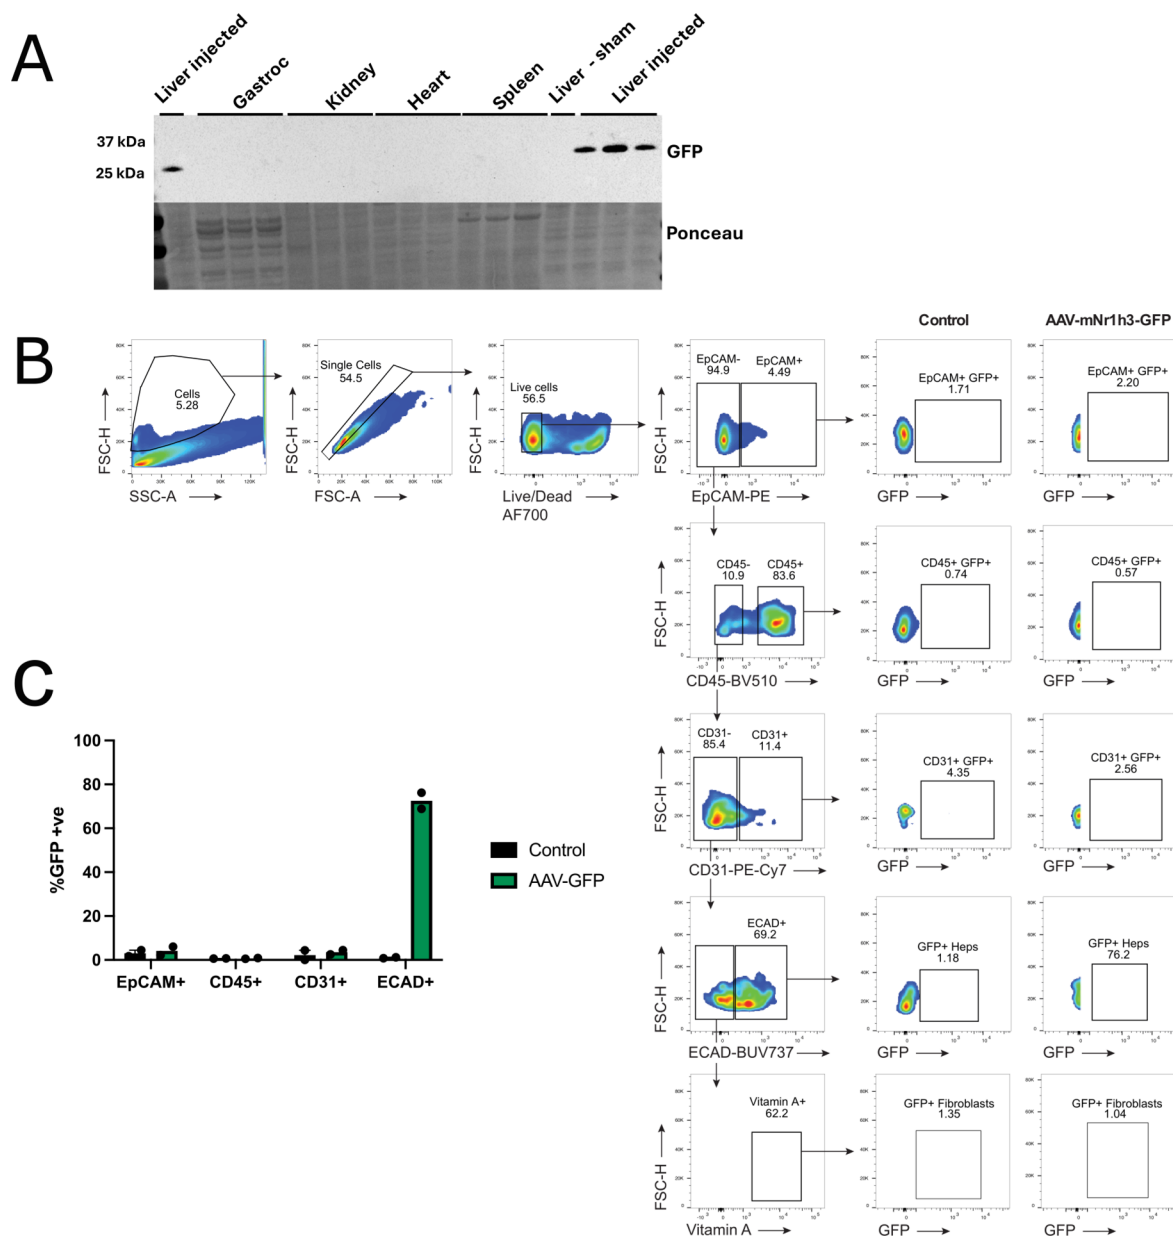 A
Liver injected
Gastroc
Kidney
Heart
Spleen
Liver - sham
Liver injected
37 kDa
25 kDa
GFP
Ponceau
B
Control
AAV-mNr1h3-GFP
Cells
5.28
FSC-H
SSC-A
Single Cells
54.5
FSC-H
FSC-A
Live cells
56.5
FSC-H
Live/Dead
AF700
EpCAM-
94.9
EpCAM+
4.49
FSC-H
EpCAM-PE
EpCAM+ GFP+
1.71
GFP
EpCAM+ GFP+
2.20
GFP
CD45-
10.9
CD45+
83.6
FSC-H
CD45-BV510
CD45+ GFP+
0.74
GFP
CD45+ GFP+
0.57
GFP
CD31-
85.4
CD31+
11.4
FSC-H
CD31-PE-Cy7
CD31+ GFP+
4.35
GFP
CD31+ GFP+
2.56
GFP
ECAD+
69.2
FSC-H
ECAD-BUV737
GFP+ Heps
1.18
GFP
GFP+ Heps
76.2
GFP
Vitamin A+
62.2
FSC-H
Vitamin A
GFP+ Fibroblasts
1.35
GFP
GFP+ Fibroblasts
1.04
GFP
C
%GFP +ve
100
80
60
40
20
0
EpCAM+
CD45+
CD31+
ECAD+
Control
AAV-GFP